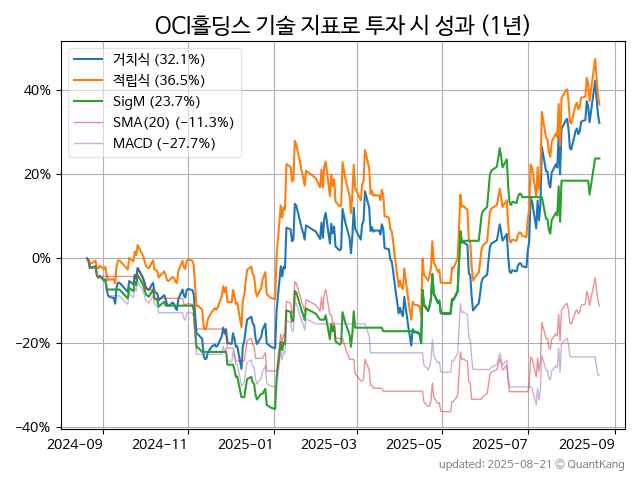 OCI홀딩스 기술 지표로 투자 시 성과 (1년)
거치식 (32.1%)
적립식 (36.5%)
SigM (23.7%)
SMA(20) (−11.3%)
MACD (−27.7%)
40%
20%
0%
−20%
−40%
2024-09 2024-11 2025-01 2025-03 2025-05 2025-07 2025-09
updated: 2025-08-21 © QuantKang